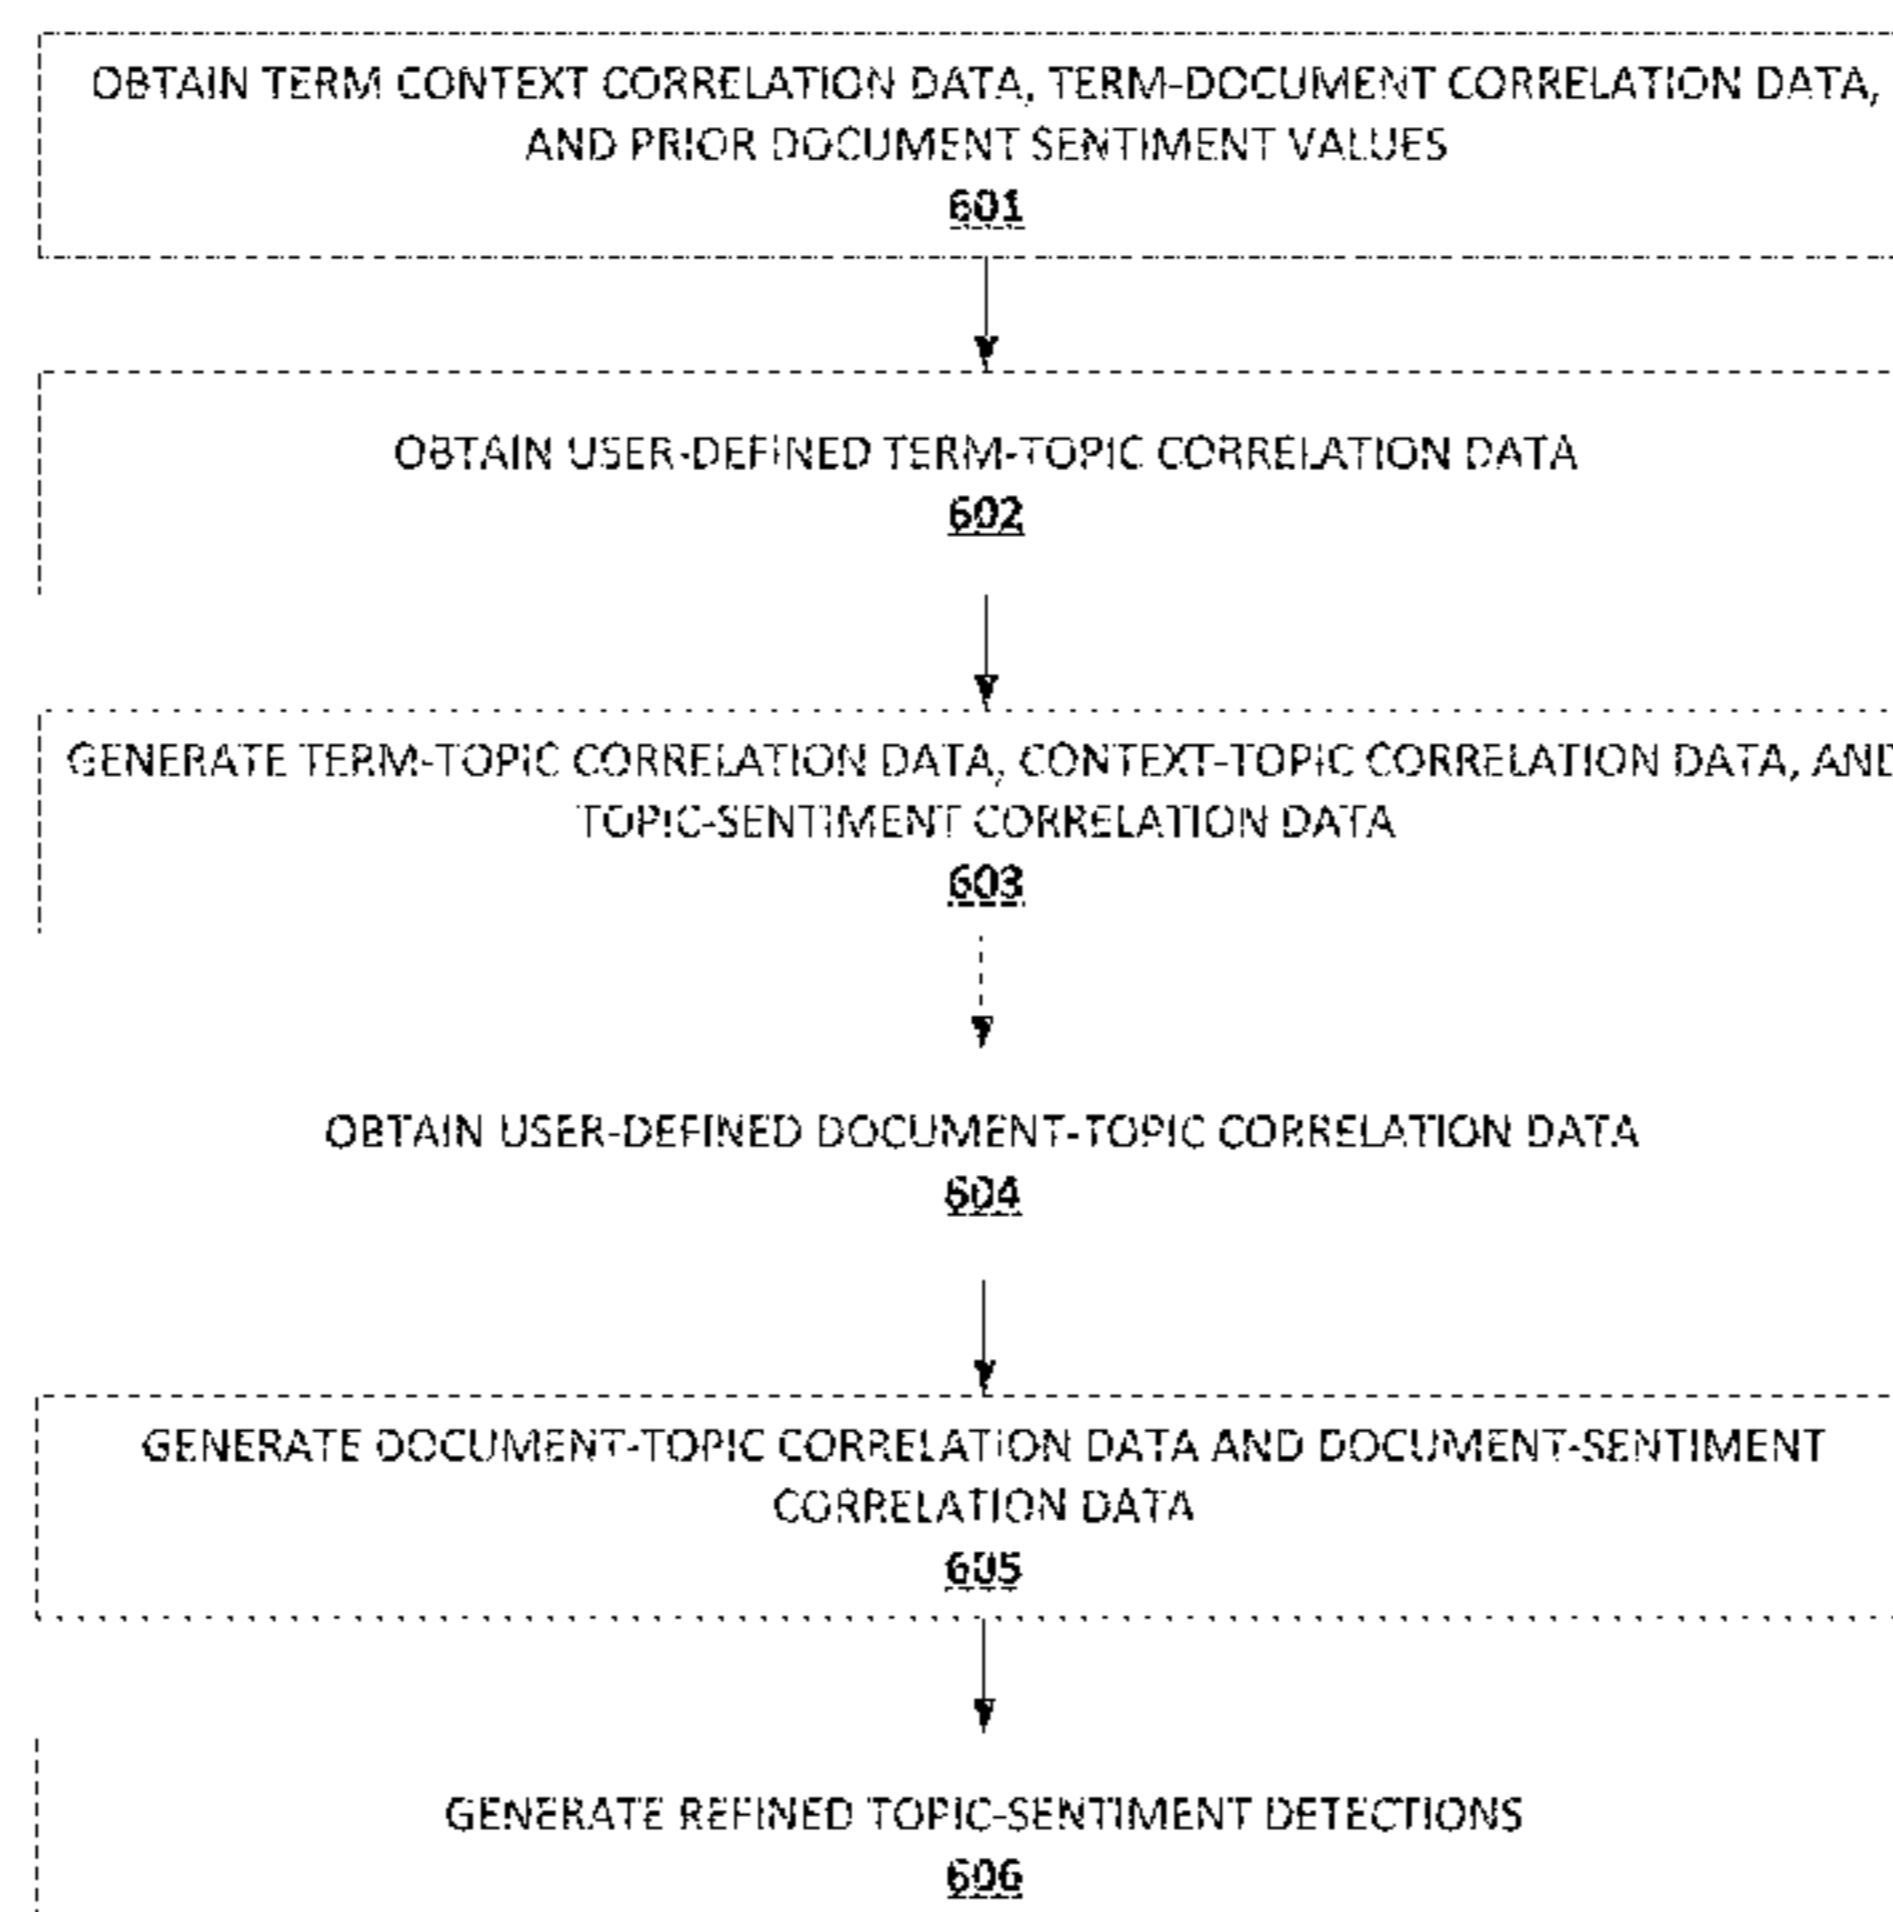 OBTAIN TERM CONTEXT CORRELATION DATA, TERM-DOCUMENT CORRELATION DATA,
AND PRIOR DOCUMENT SENTIMENT VALUES
601
OBTAIN USER-DEFINED TERM-TOPIC CORRELATION DATA
602
GENERATE TERM-TOPIC CORRELATION DATA, CONTEXT-TOPIC CORRELATION DATA, AND
TOPIC-SENTIMENT CORRELATION DATA
603
OBTAIN USER-DEFINED DOCUMENT-TOPIC CORRELATION DATA
604
GENERATE DOCUMENT-TOPIC CORRELATION DATA AND DOCUMENT-SENTIMENT
CORRELATION DATA
605
GENERATE REFINED TOPIC-SENTIMENT DETECTIONS
606